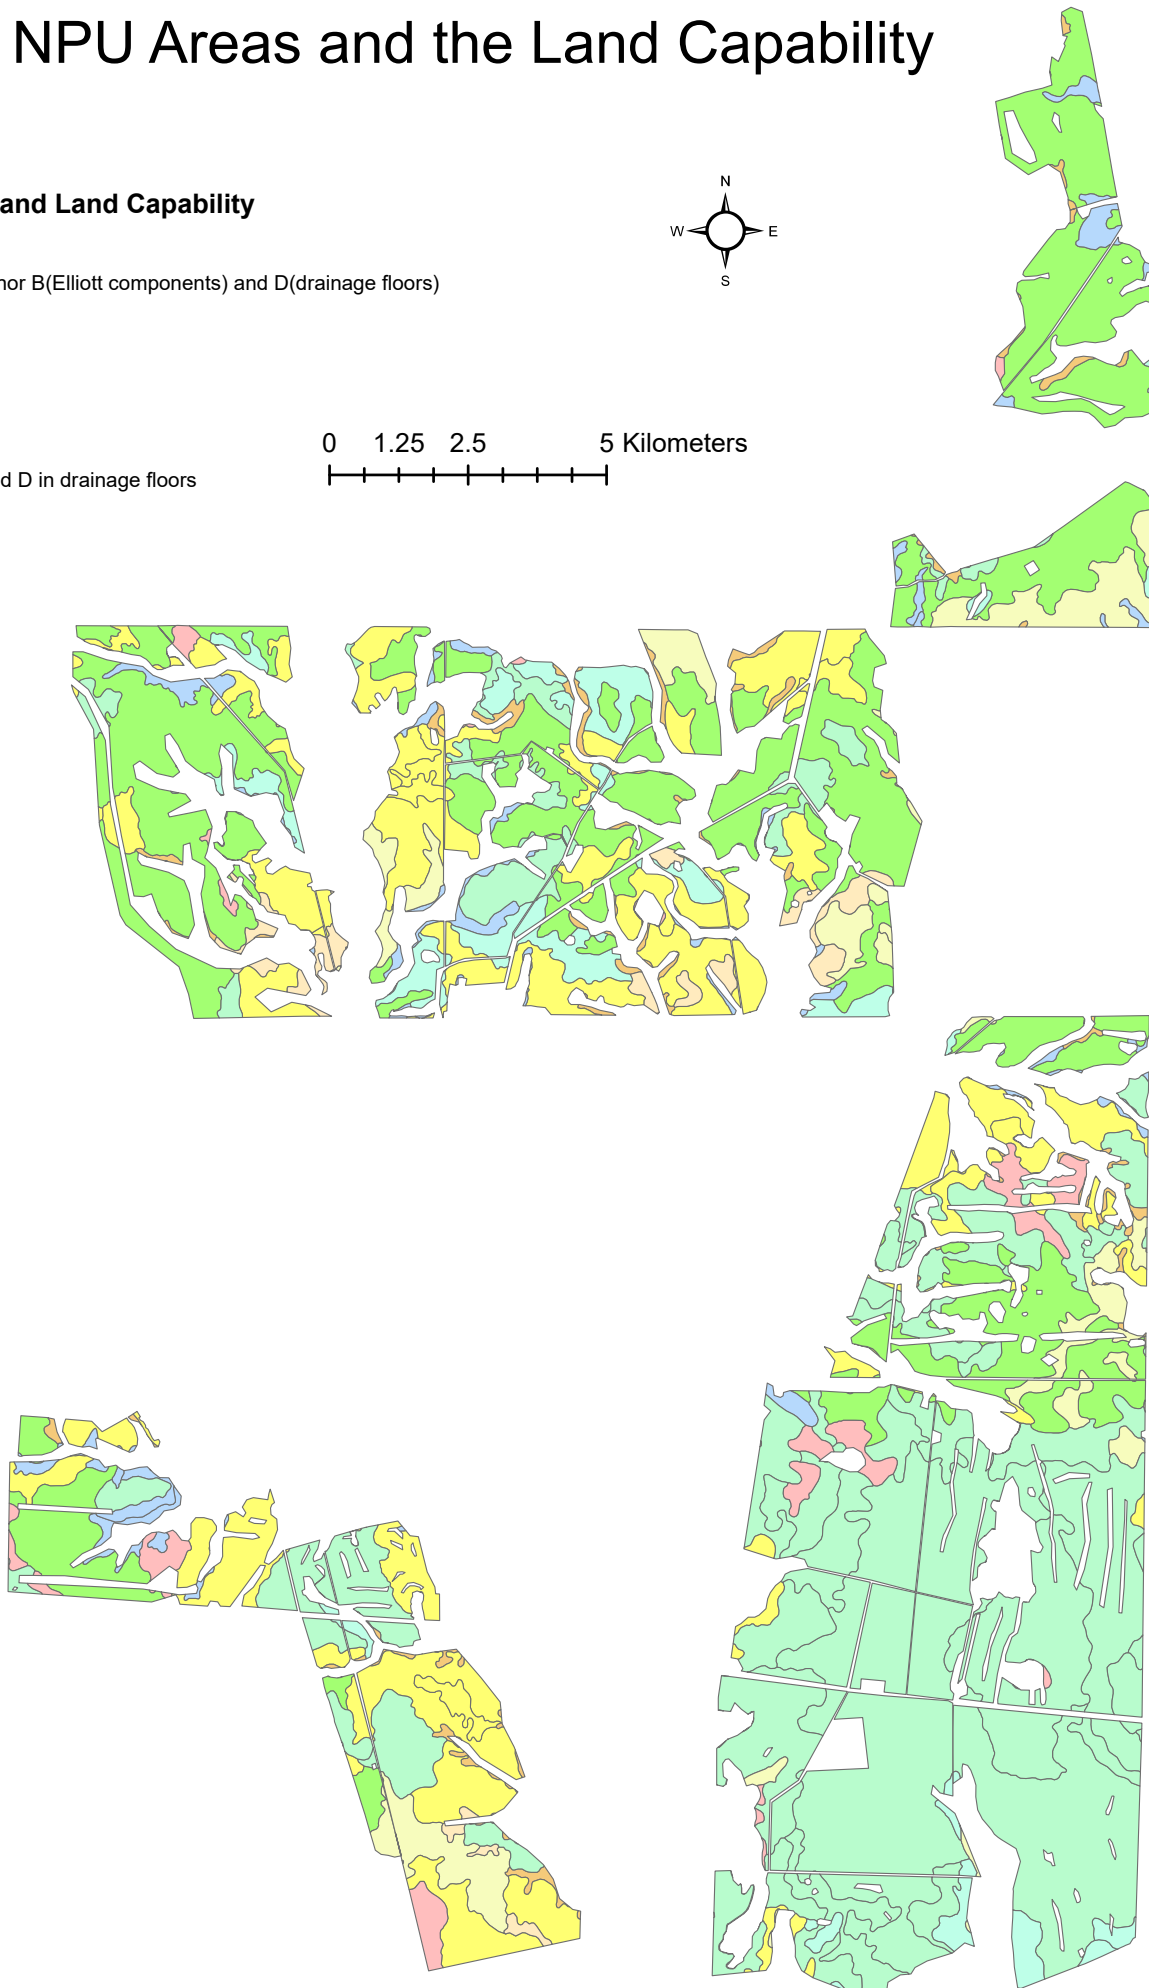 NPU Areas and the Land Capability
and Land Capability
N
W E
S
nor B(Elliott components) and D(drainage floors)
0 1.25 2.5 5 Kilometers
d D in drainage floors